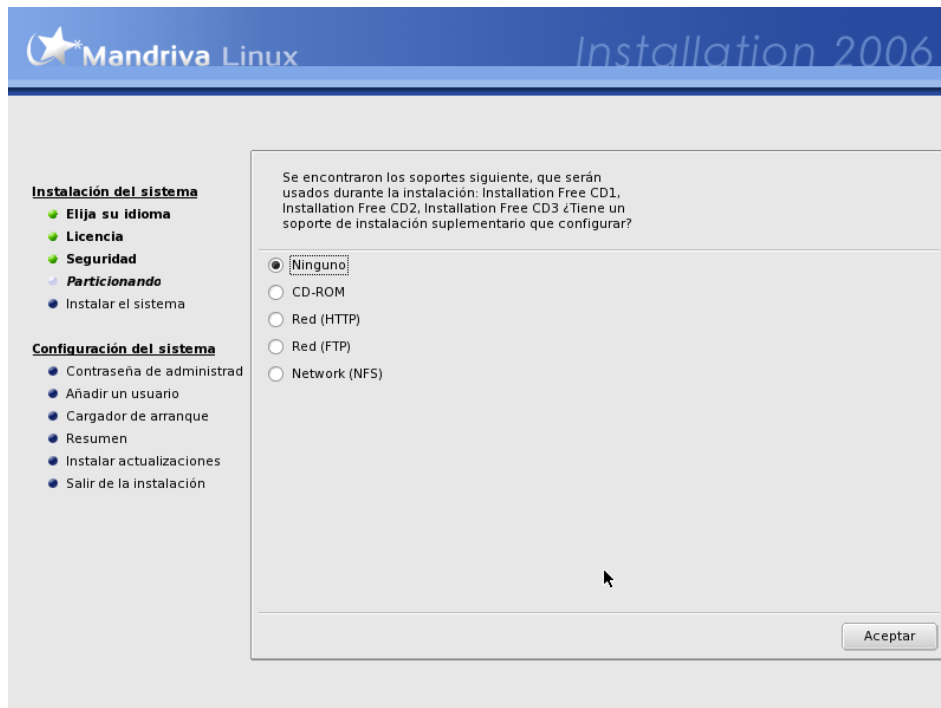 Mandriva Linux
Installation 2006
Instalación del sistema
Elija su idioma
Licencia
Seguridad
Particionando
Instalar el sistema
Configuración del sistema
Contraseña de administrad
Añadir un usuario
Cargador de arranque
Resumen
Instalar actualizaciones
Salir de la instalación
Se encontraron los soportes siguiente, que serán
usados durante la instalación: Installation Free CD1,
Installation Free CD2, Installation Free CD3 ¿Tiene un
soporte de instalación suplementario que configurar?
Ninguno
CD-ROM
Red (HTTP)
Red (FTP)
Network (NFS)
Aceptar